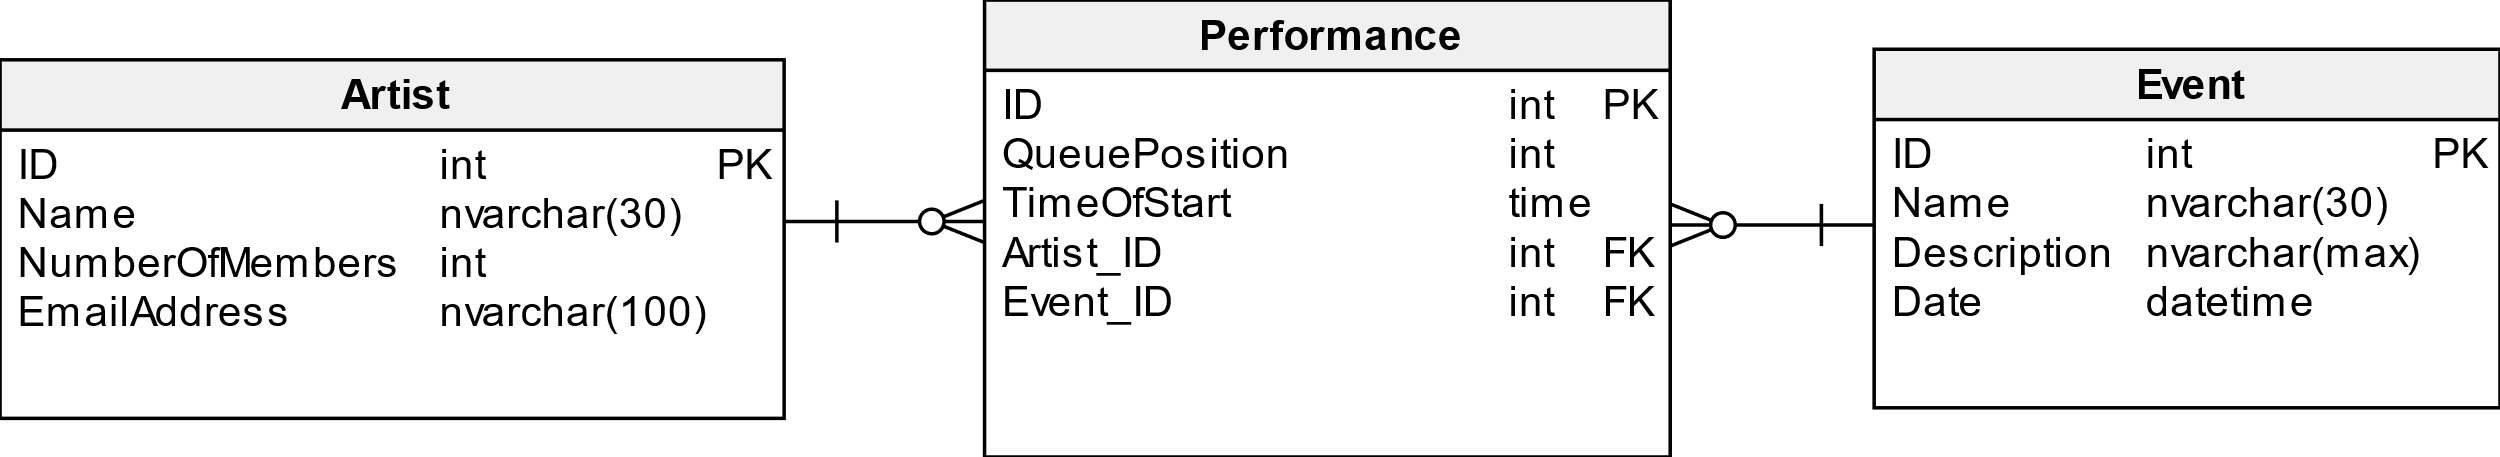 Artist
ID int PK
Name nvarchar(30)
NumberOfMembers int
EmailAddress nvarchar(100)
Performance
ID int PK
QueuePosition int
TimeOfStart time
Artist_ID int FK
Event_ID int FK
Event
ID int PK
Name nvarchar(30)
Description nvarchar(max)
Date datetime